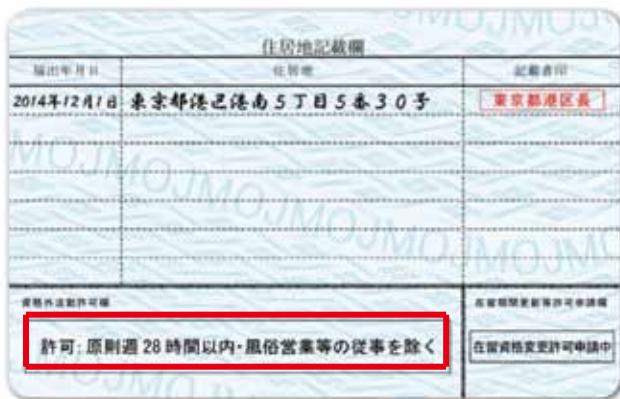 住居地記載欄
届出年月日 住居地 記載者印
2014年12月1日 東京都港区港南5丁目5番30号 東京都港区長
MOJMOJMOJMOJMOJ
資格外活動許可欄 在留期間更新等許可申請欄
許可:原則週28時間以内・風俗営業等の従事を除く 在留資格変更許可申請中